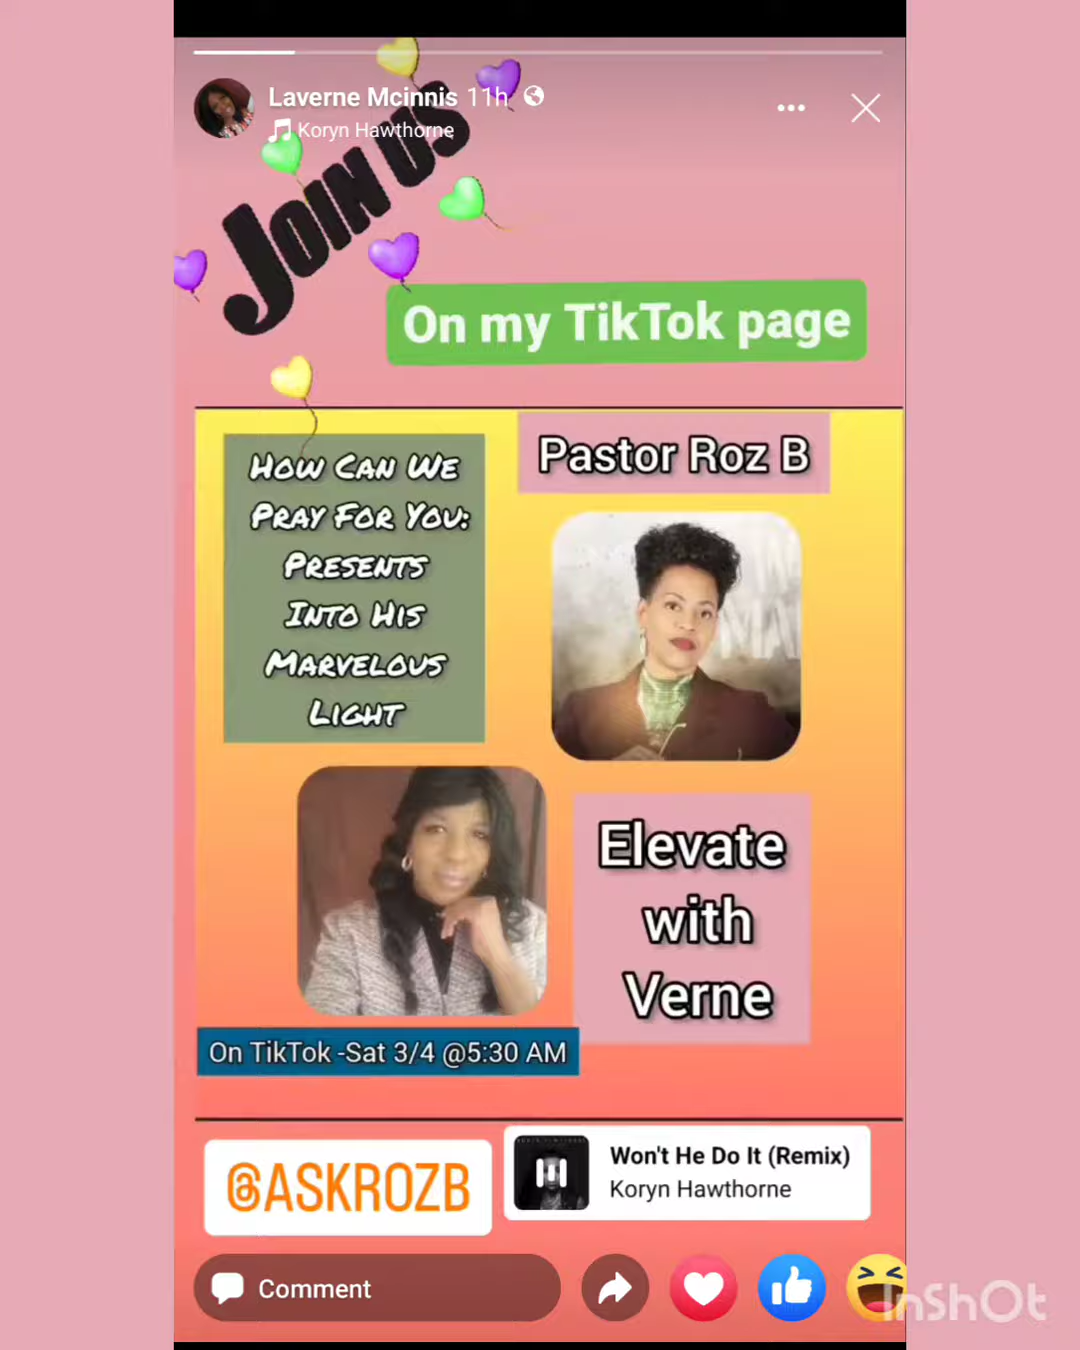 Laverne Mcinnis 11h
Koryn Hawthorne
JOIN US
On my TikTok page
How Can We
Pray For You:
Presents
Into His
Marvelous
Light
Pastor Roz B
Elevate
with
Verne
On TikTok -Sat 3/4 @5:30 AM
@ASKROZB
Won't He Do It (Remix)
Koryn Hawthorne
Comment
InShOt